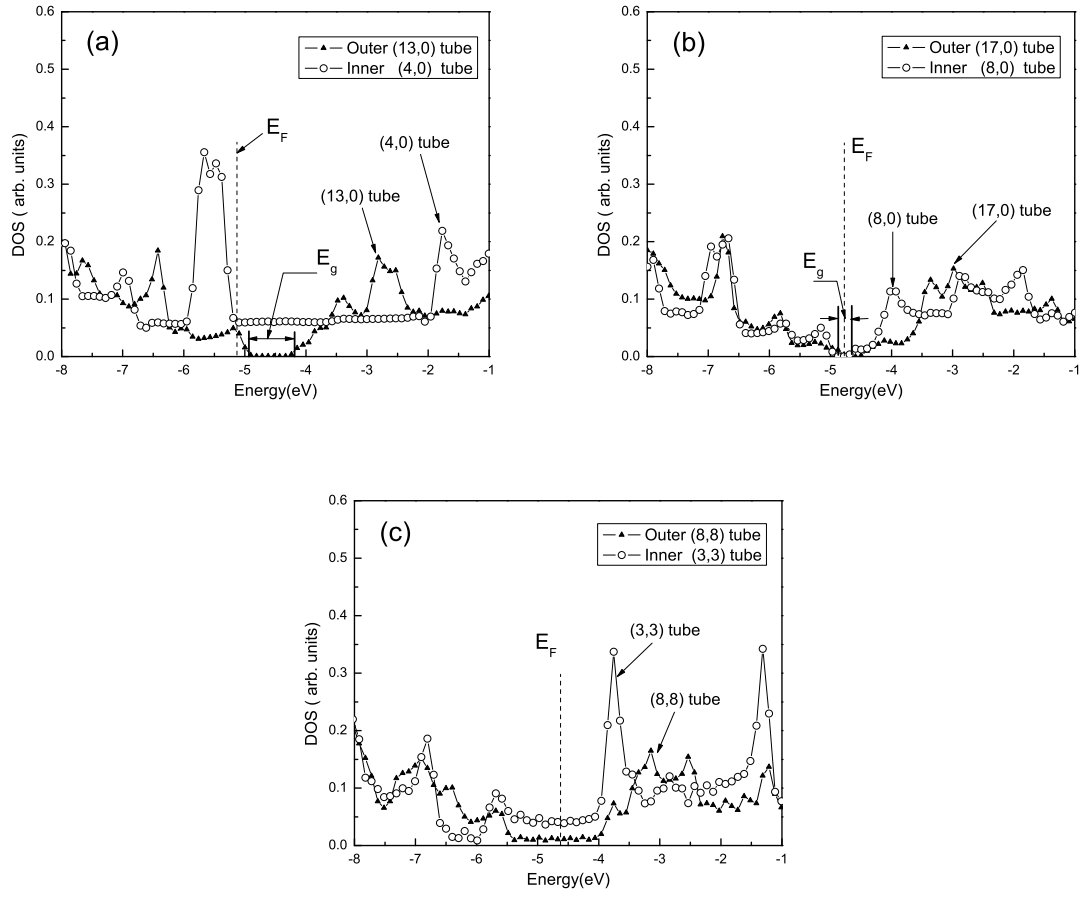 (a)
Outer (13,0) tube
Inner (4,0) tube
E_F
(4,0) tube
(13,0) tube
E_g
0.6
0.5
0.4
0.3
0.2
0.1
0.0
DOS ( arb. units)
-8 -7 -6 -5 -4 -3 -2 -1
Energy(eV)
(b)
Outer (17,0) tube
Inner (8,0) tube
E_F
(8,0) tube
(17,0) tube
E_g
0.6
0.5
0.4
0.3
0.2
0.1
0.0
DOS ( arb. units)
-8 -7 -6 -5 -4 -3 -2 -1
Energy(eV)
(c)
Outer (8,8) tube
Inner (3,3) tube
E_F
(3,3) tube
(8,8) tube
0.6
0.5
0.4
0.3
0.2
0.1
0.0
DOS ( arb. units)
-8 -7 -6 -5 -4 -3 -2 -1
Energy(eV)